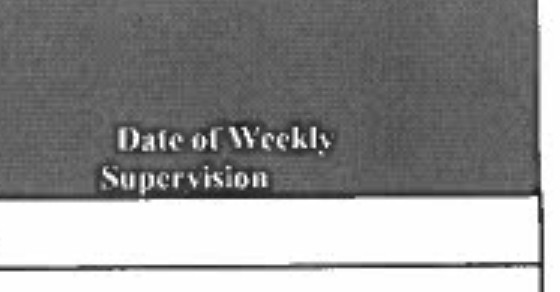 Date of Weekly
Supervision